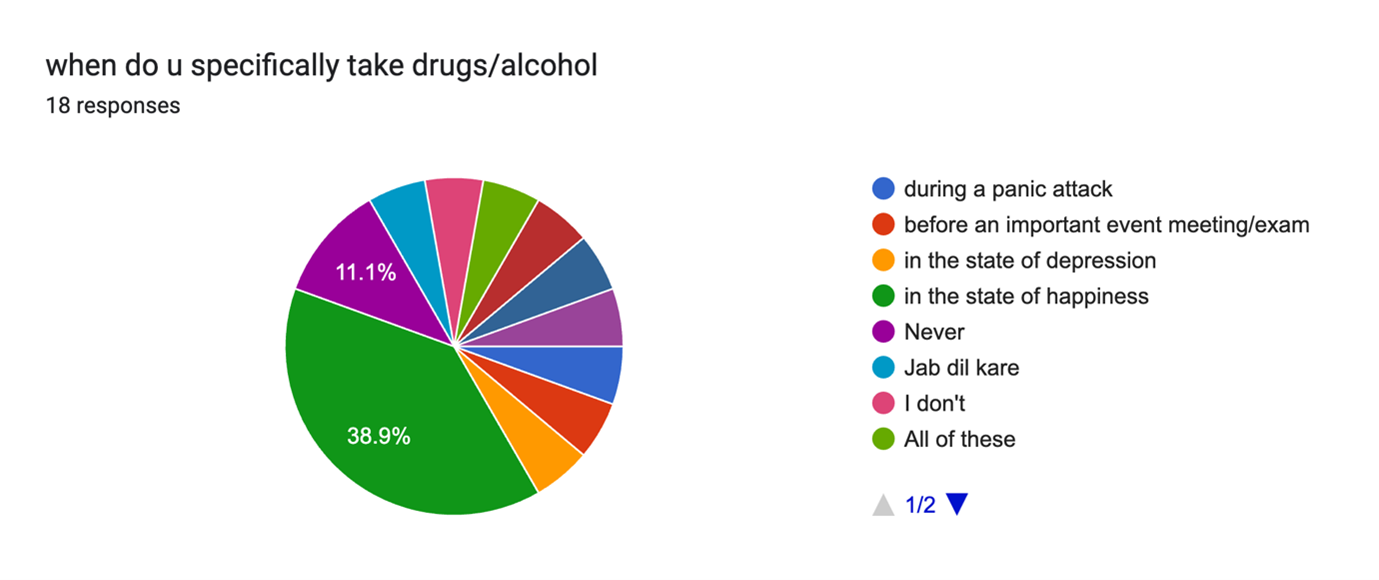 when do u specifically take drugs/alcohol
18 responses
11.1%
38.9%
during a panic attack
before an important event meeting/exam
in the state of depression
in the state of happiness
Never
Jab dil kare
I don't
All of these
1/2